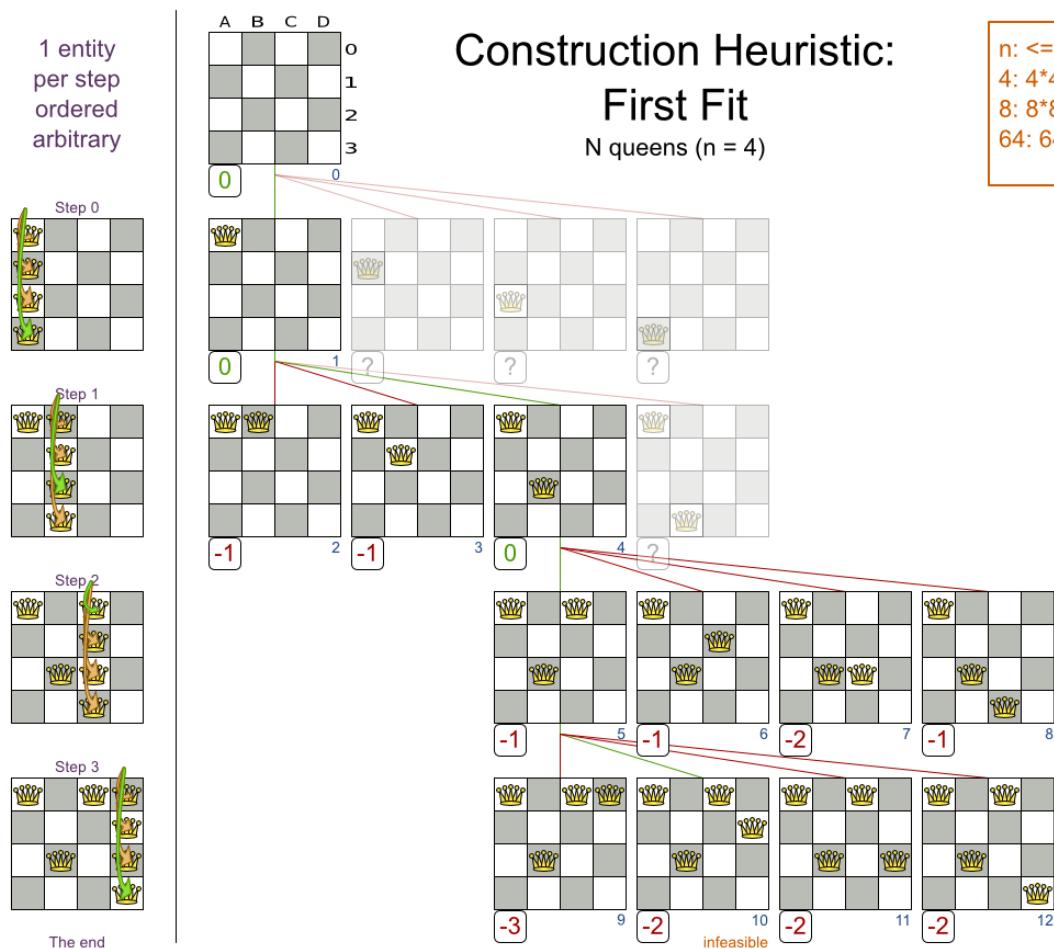 1 entity
per step
ordered
arbitrary
A B C D
0
1
2
3
Construction Heuristic:
First Fit
N queens (n = 4)
n: <=
4: 4*4
8: 8*8
64: 64
0
0
Step 0
0
1
?
?
?
Step 1
-1
2
-1
3
0
4
?
Step 2
-1
5
-1
6
-2
7
-1
8
Step 3
-3
9
-2
10
-2
11
-2
12
The end
infeasible